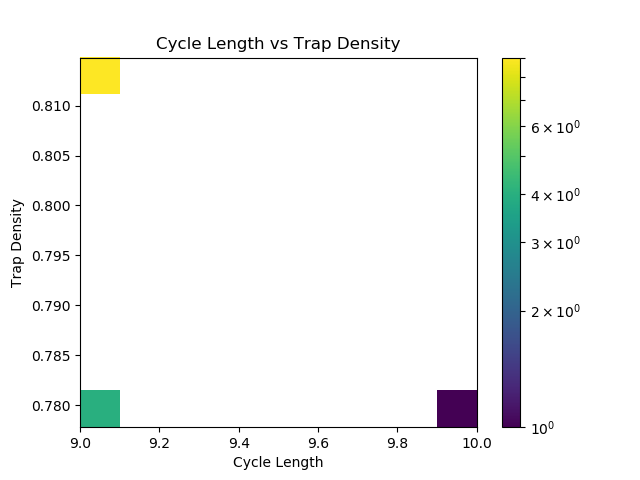 Cycle Length vs Trap Density
0.810
0.805
0.800
0.795
0.790
0.785
0.780
Trap Density
9.0 9.2 9.4 9.6 9.8 10.0
Cycle Length
6 × 10⁰
4 × 10⁰
3 × 10⁰
2 × 10⁰
10⁰